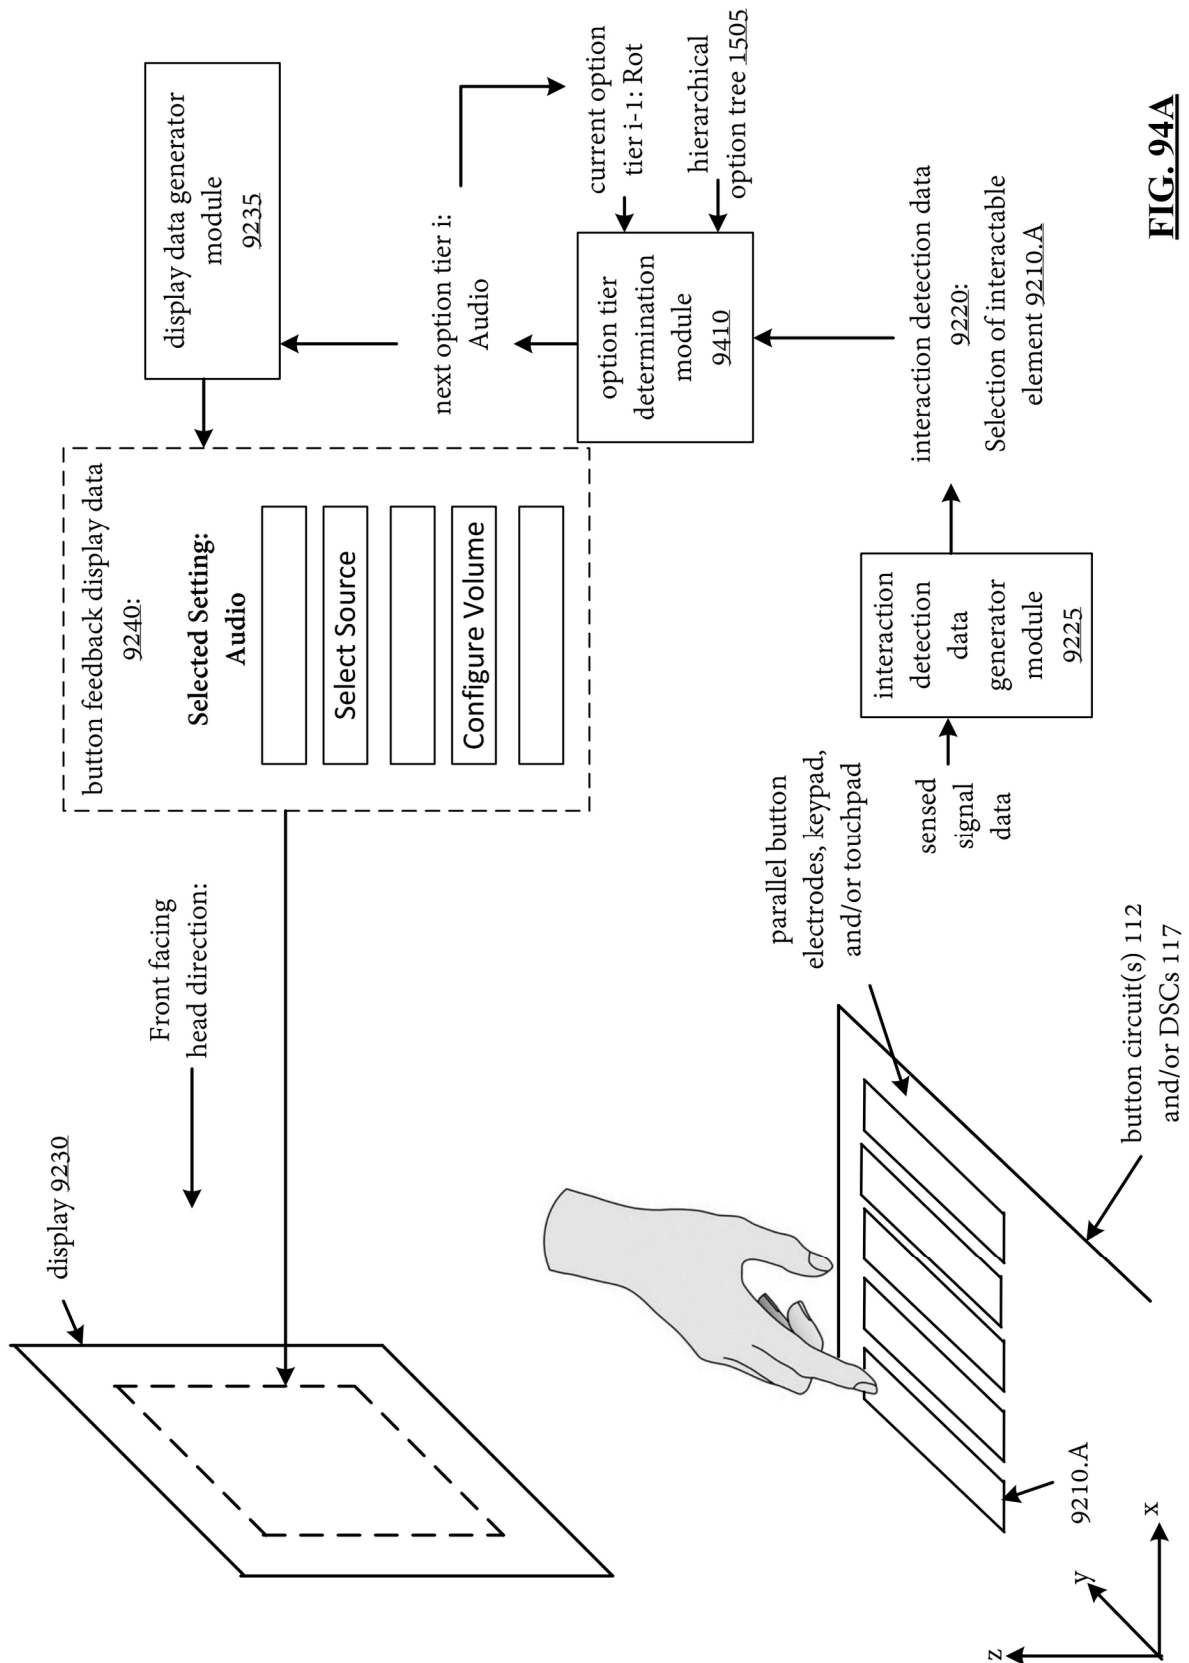 display 9230
Front facing
head direction:
button feedback display data
9240:
Selected Setting:
Audio
Select Source
Configure Volume
display data generator
module
9235
next option tier i:
Audio
current option
tier i-1: Rot
hierarchical
option tree 1505
option tier
determination
module
9410
interaction detection data
9220:
Selection of interactable
element 9210.A
interaction
detection
data
generator
module
9225
sensed
signal
data
parallel button
electrodes, keypad,
and/or touchpad
button circuit(s) 112
and/or DSCs 117
9210.A
z
y
x
FIG. 94A